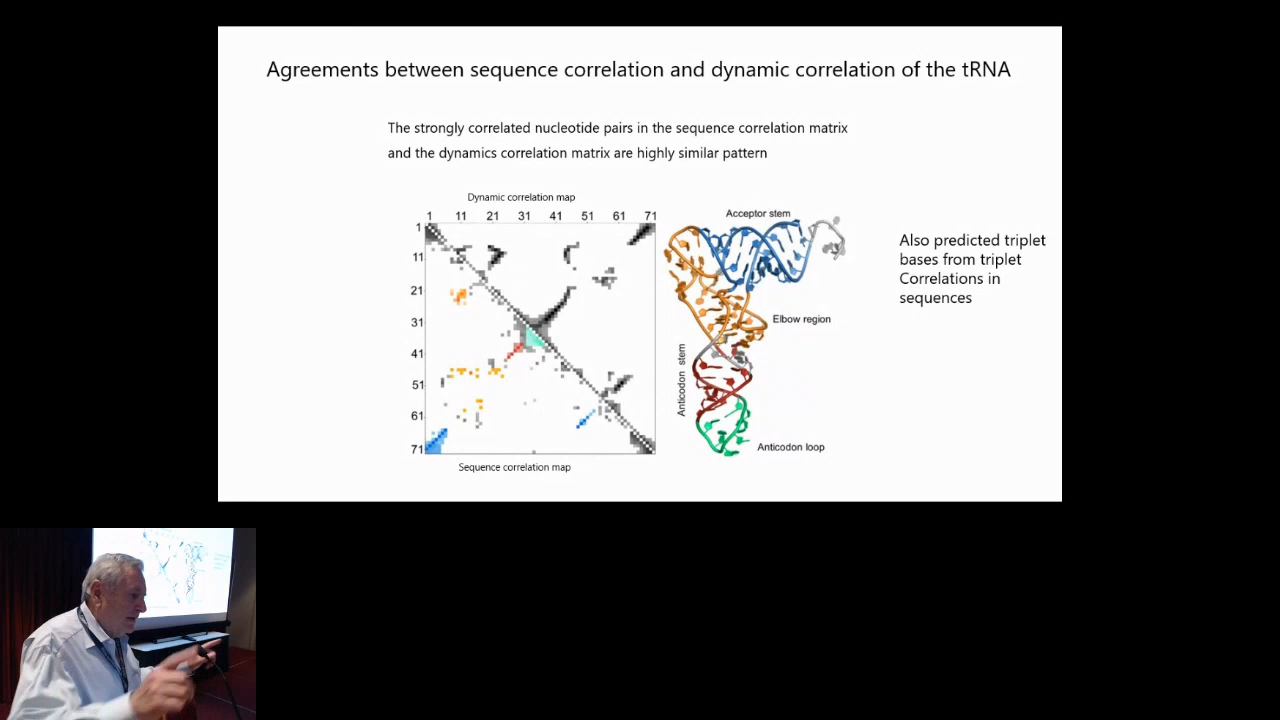 Agreements between sequence correlation and dynamic correlation of the tRNA
The strongly correlated nucleotide pairs in the sequence correlation matrix
and the dynamics correlation matrix are highly similar pattern
Dynamic correlation map
1 11 21 31 41 51 61 71
1
11
21
31
41
51
61
71
Sequence correlation map
Acceptor stem
Elbow region
Anticodon stem
Anticodon loop
Also predicted triplet
bases from triplet
Correlations in
sequences